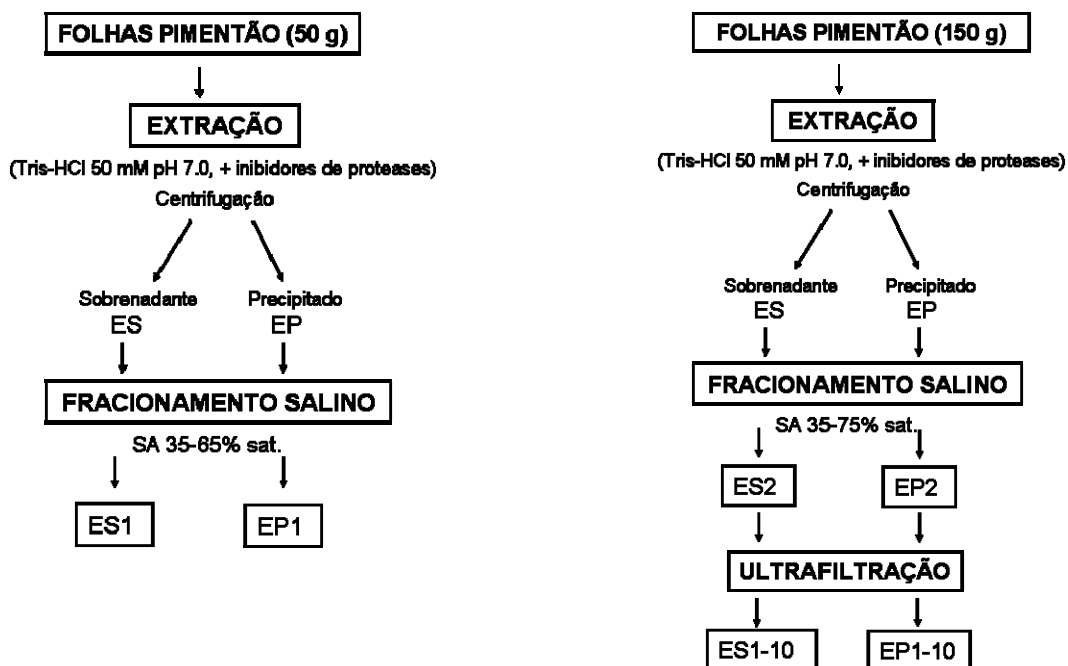 FOLHAS PIMENTÃO (50 g)
EXTRAÇÃO
(Tris-HCl 50 mM pH 7.0, + inibidores de proteases)
Centrifugação
Sobrenadante
ES
Precipitado
EP
FRACIONAMENTO SALINO
SA 35-65% sat.
ES1
EP1
FOLHAS PIMENTÃO (150 g)
EXTRAÇÃO
(Tris-HCl 50 mM pH 7.0, + inibidores de proteases)
Centrifugação
Sobrenadante
ES
Precipitado
EP
FRACIONAMENTO SALINO
SA 35-75% sat.
ES2
EP2
ULTRAFILTRAÇÃO
ES1-10
EP1-10